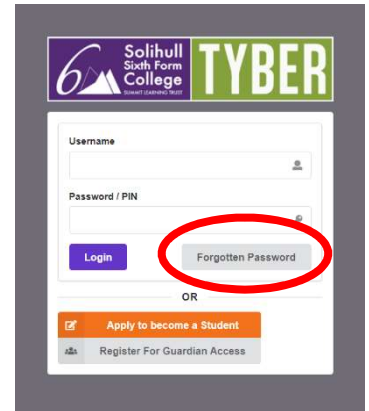 Solihull
Sixth Form
College
SUMMIT LEARNING TRUST
TYBER
Username
Password / PIN
Login
Forgotten Password
OR
Apply to become a Student
Register For Guardian Access